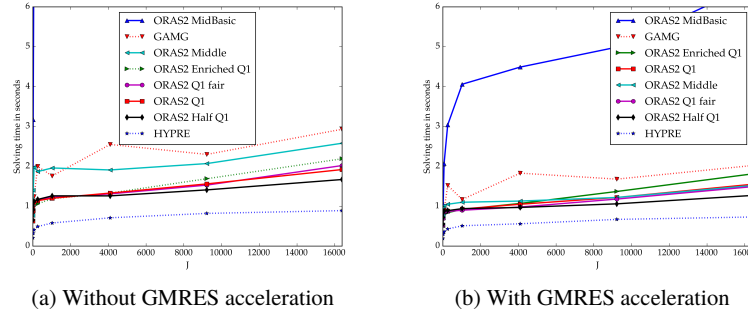 6
5
4
3
2
1
0
0
2000
4000
6000
8000
10000
12000
14000
16000
J
Solving time in seconds
ORAS2 MidBasic
GAMG
ORAS2 Middle
ORAS2 Enriched Q1
ORAS2 Q1 fair
ORAS2 Q1
ORAS2 Half Q1
HYPRE
(a) Without GMRES acceleration
6
5
4
3
2
1
0
0
2000
4000
6000
8000
10000
12000
14000
16000
J
Solving time in seconds
ORAS2 MidBasic
GAMG
ORAS2 Enriched Q1
ORAS2 Q1
ORAS2 Middle
ORAS2 Q1 fair
ORAS2 Half Q1
HYPRE
(b) With GMRES acceleration